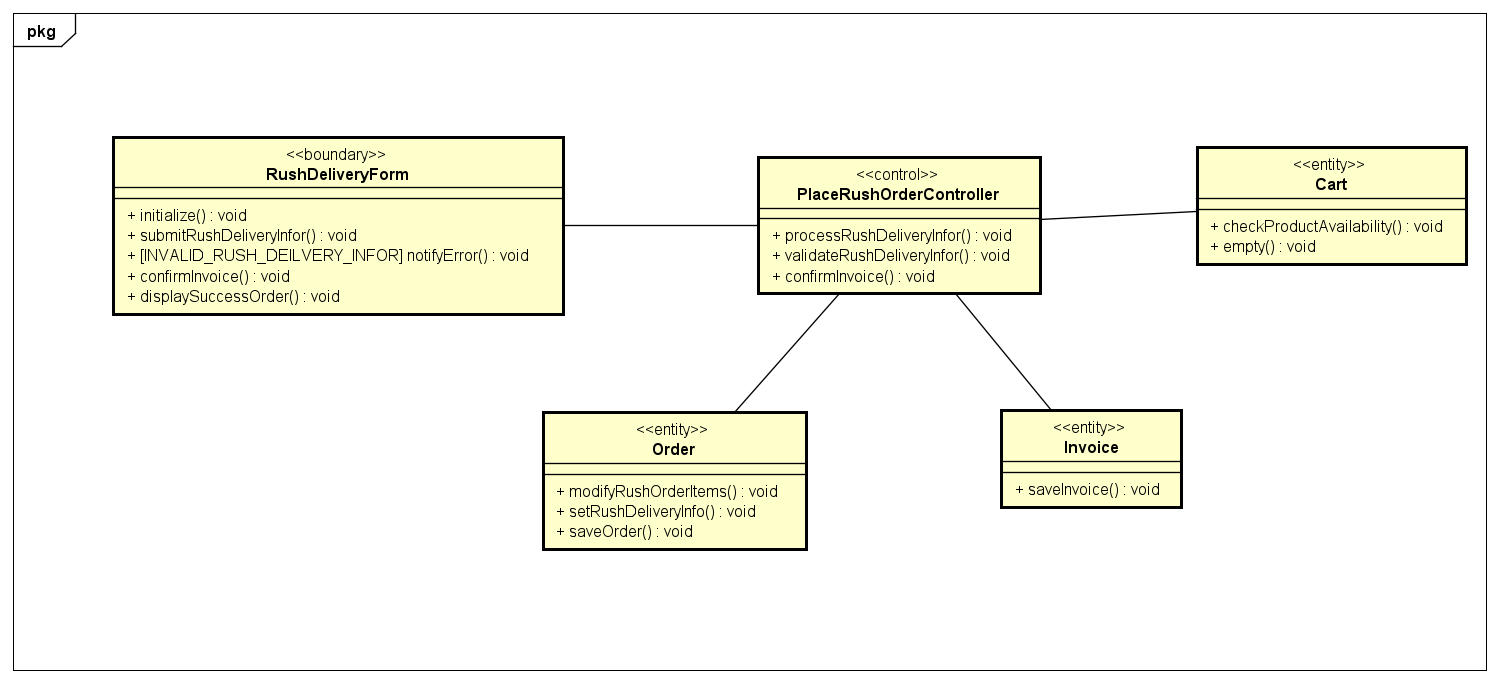 pkg
<<boundary>>
RushDeliveryForm
+ initialize() : void
+ submitRushDeliveryInfor() : void
+ [INVALID_RUSH_DEILVERY_INFOR] notifyError() : void
+ confirmInvoice() : void
+ displaySuccessOrder() : void
<<control>>
PlaceRushOrderController
+ processRushDeliveryInfor() : void
+ validateRushDeliveryInfor() : void
+ confirmInvoice() : void
<<entity>>
Cart
+ checkProductAvailability() : void
+ empty() : void
<<entity>>
Order
+ modifyRushOrderItems() : void
+ setRushDeliveryInfo() : void
+ saveOrder() : void
<<entity>>
Invoice
+ saveInvoice() : void